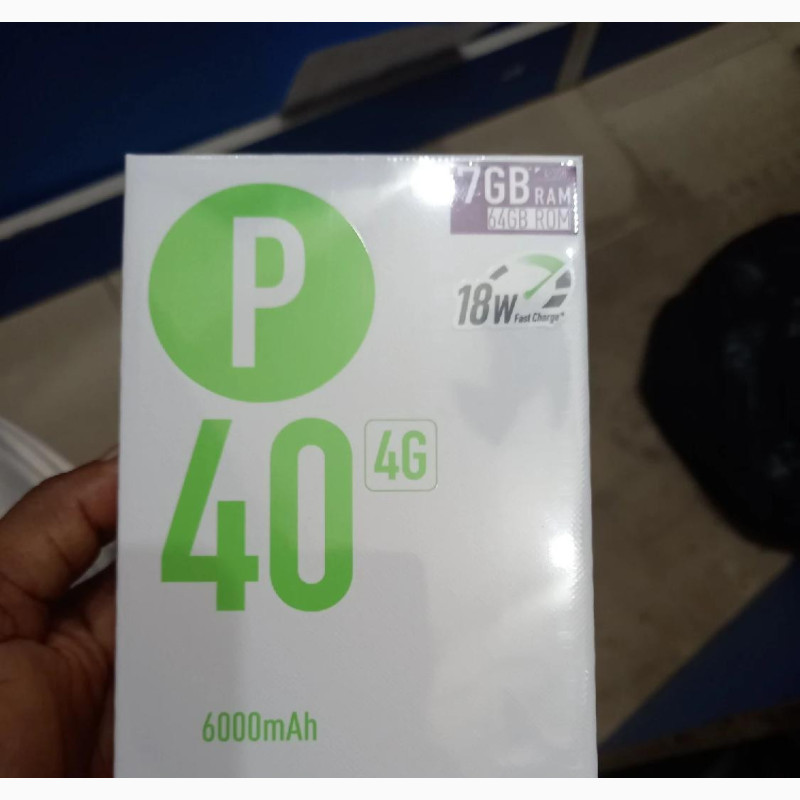 P
40
4G
7GB RAM
64GB ROM
18W
Fast Charge
6000mAh